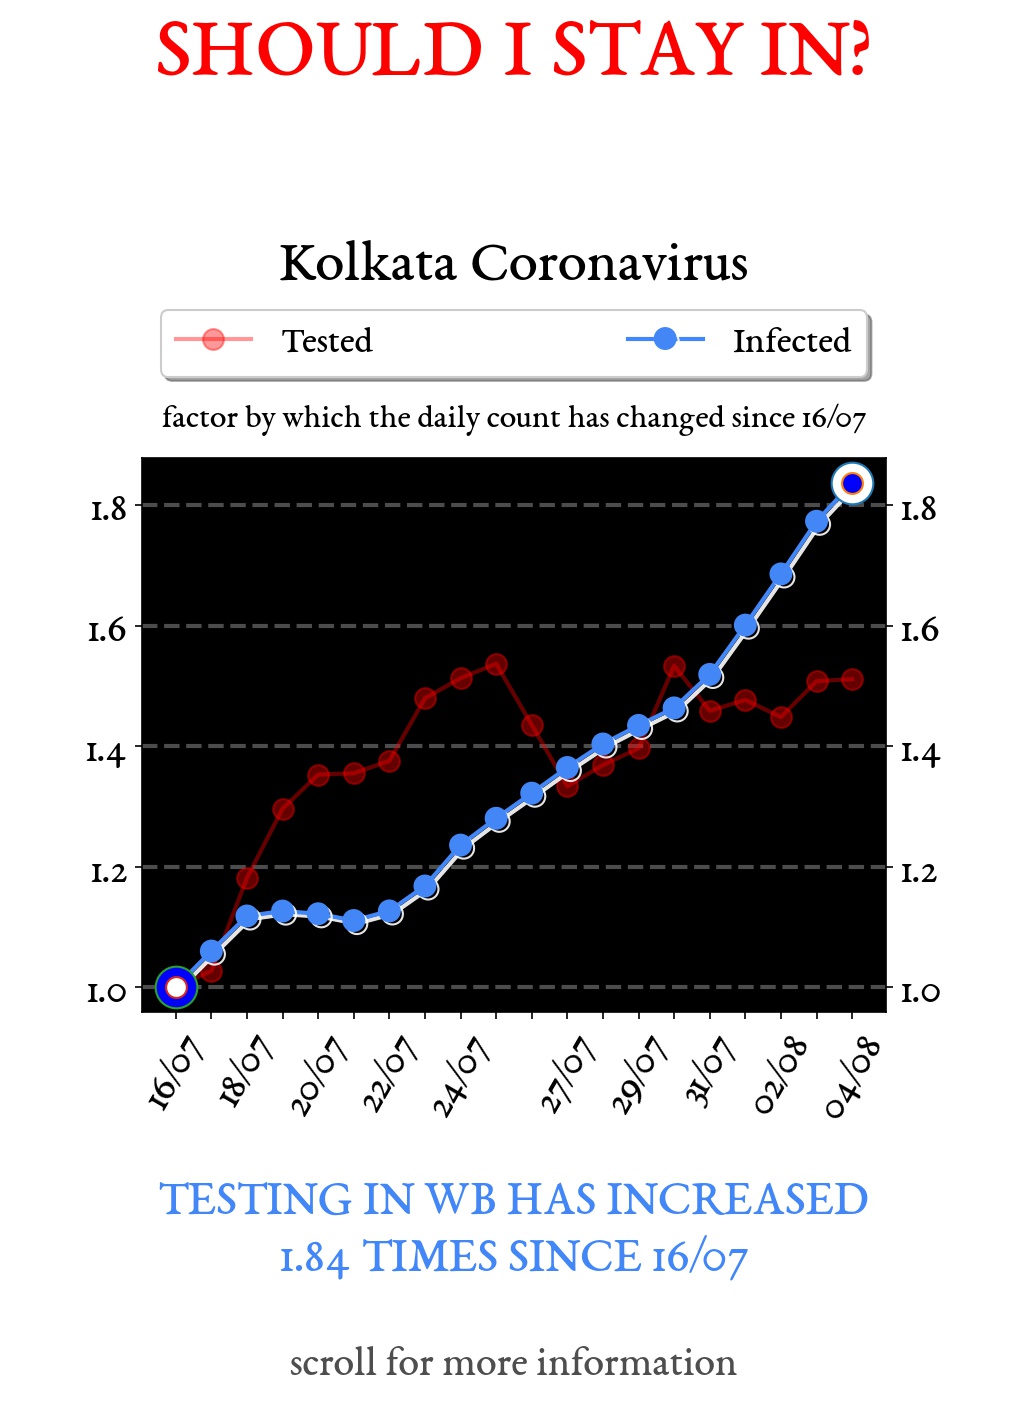 SHOULD I STAY IN?
Kolkata Coronavirus
Tested Infected
factor by which the daily count has changed since 16/07
1.8 1.8
1.6 1.6
1.4 1.4
1.2 1.2
1.0 1.0
16/07 18/07 20/07 22/07 24/07 27/07 29/07 31/07 02/08 04/08
TESTING IN WB HAS INCREASED
1.84 TIMES SINCE 16/07
scroll for more information